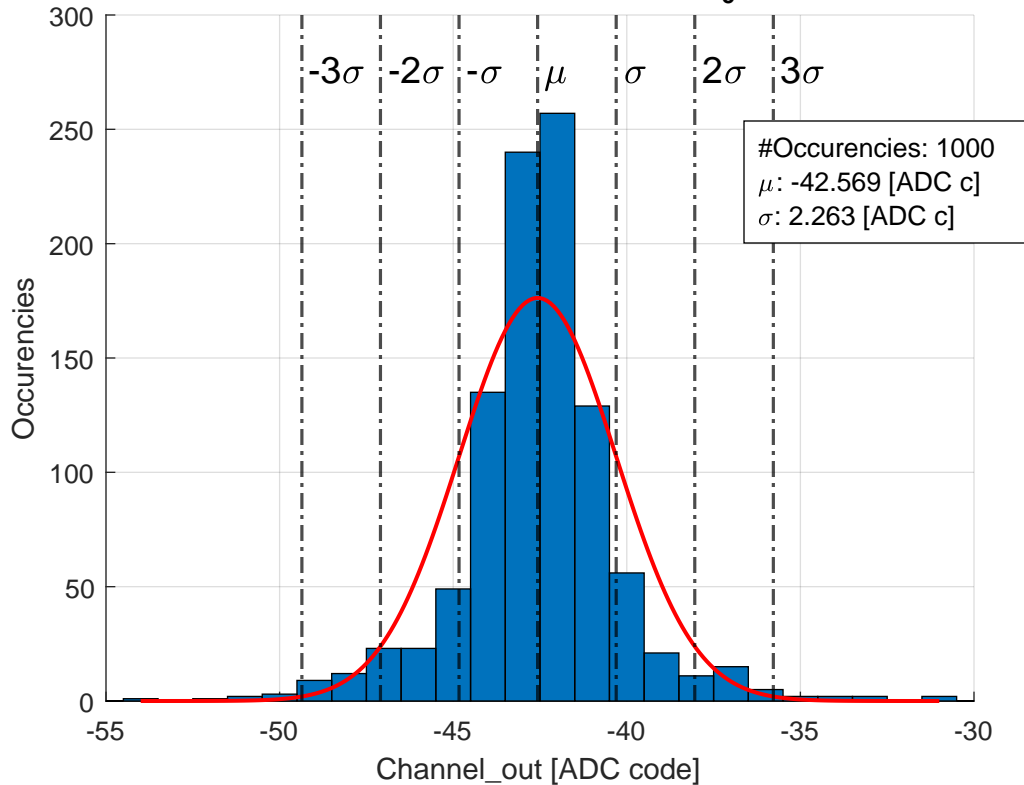 300
-3σ -2σ -σ μ σ 2σ 3σ
250
#Occurencies: 1000
μ: -42.569 [ADC c]
σ: 2.263 [ADC c]
200
150
100
50
0
Occurencies
-55 -50 -45 -40 -35 -30
Channel_out [ADC code]